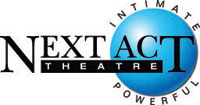 NEXT ACT
THEATRE
INTIMATE
POWERFUL